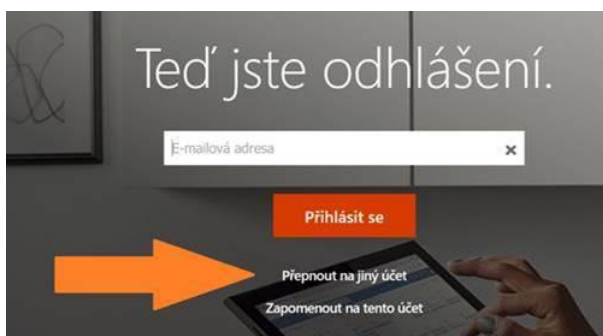 Teď jste odhlášení.
E-mailová adresa
Přihlásit se
Přepnout na jiný účet
Zapomenout na tento účet